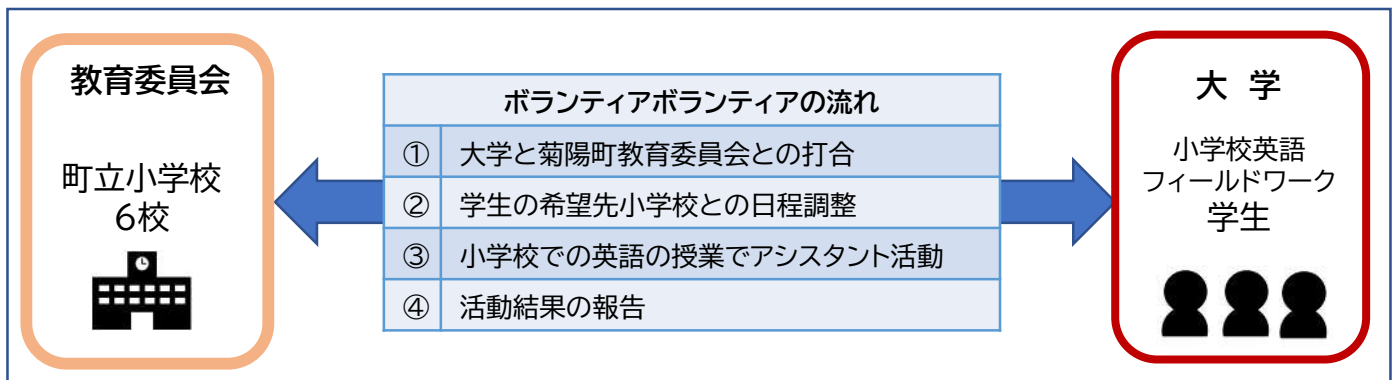 教育委員会
町立小学校
6校
ボランティアボランティアの流れ
① 大学と菊陽町教育委員会との打合
② 学生の希望先小学校との日程調整
③ 小学校での英語の授業でアシスタント活動
④ 活動結果の報告
大 学
小学校英語
フィールドワーク
学生